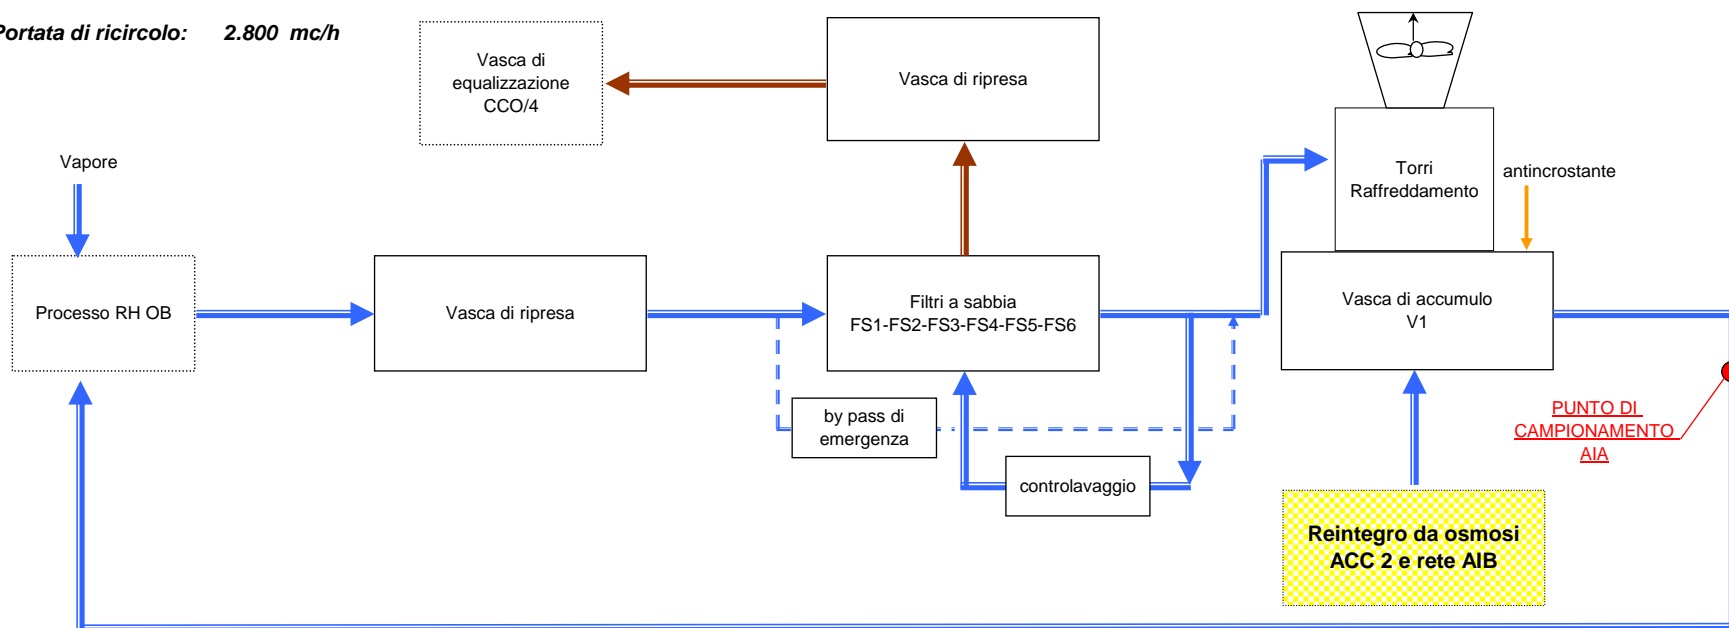 Portata di ricircolo: 2.800 mc/h
Vasca di
equalizzazione
CCO/4
Vasca di ripresa
Vapore
Torri
Raffreddamento
antincrostante
Processo RH OB
Vasca di ripresa
Filtri a sabbia
FS1-FS2-FS3-FS4-FS5-FS6
Vasca di accumulo
V1
by pass di
emergenza
controlavaggio
PUNTO DI
CAMPIONAMENTO
AIA
Reintegro da osmosi
ACC 2 e rete AIB